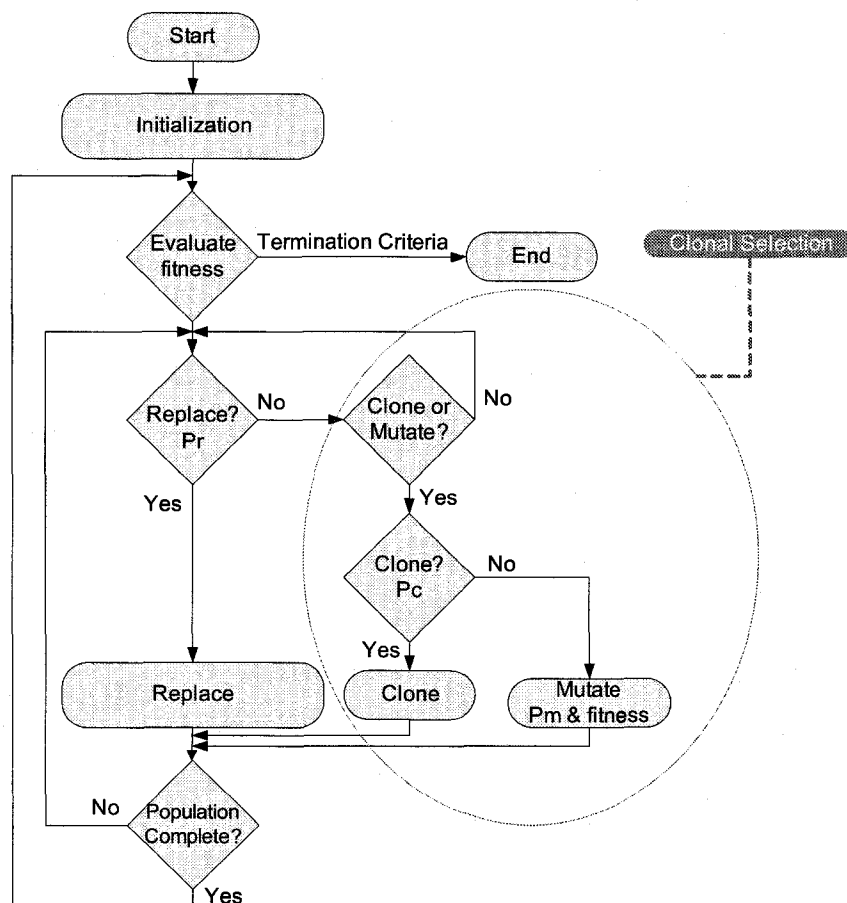 Start
Initialization
Evaluate
fitness
Termination Criteria
End
Clonal Selection
Replace?
Pr
No
Clone or
Mutate?
No
Yes
Yes
Clone?
Pc
No
Yes
Replace
Clone
Mutate
Pm & fitness
No
Population
Complete?
Yes